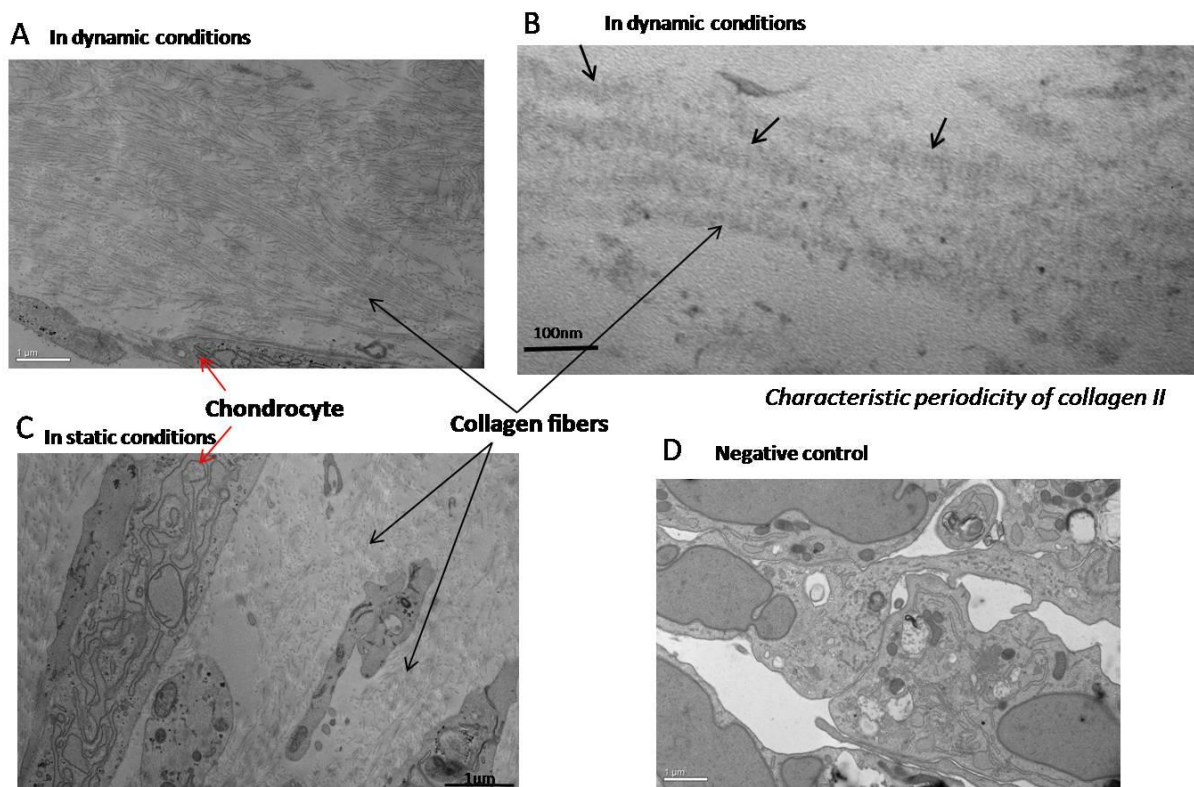 A In dynamic conditions
B In dynamic conditions
1 µm
100nm
Characteristic periodicity of collagen II
Chondrocyte
Collagen fibers
C In static conditions
D Negative control
1µm
1 µm